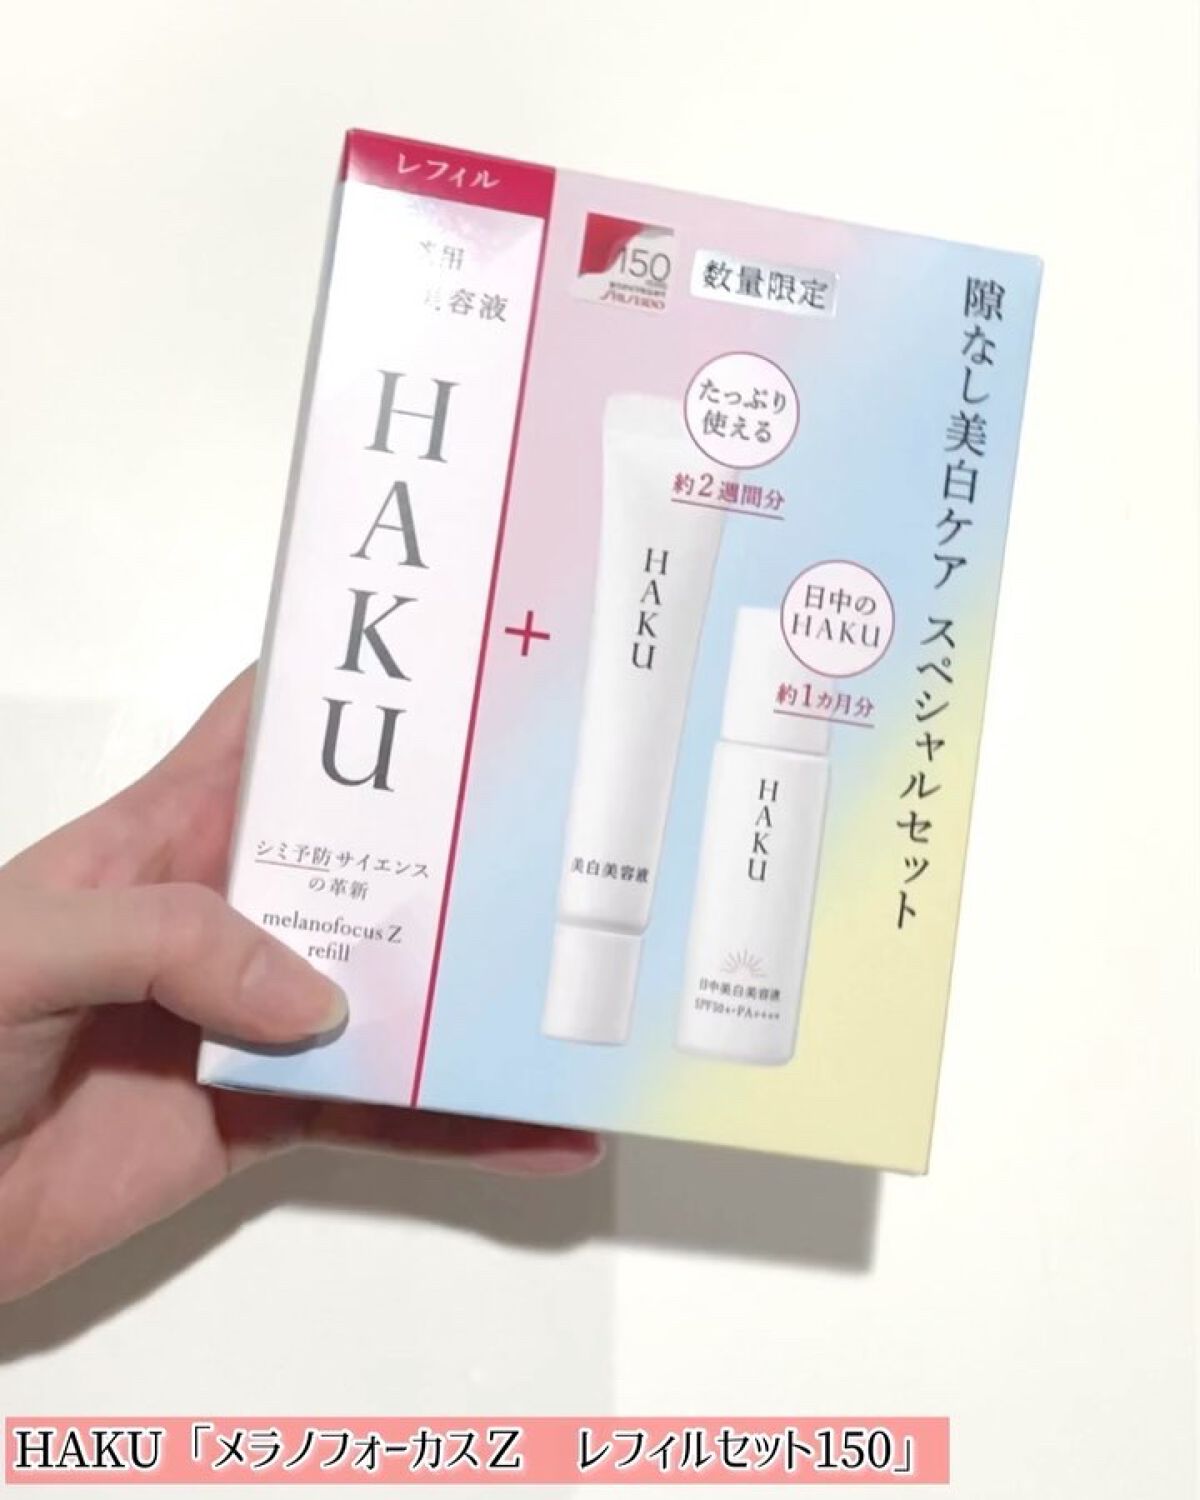 レフィル
容液
HAKU
シミ予防サイエンス
の革新
melanofocus Z
refill
+
150
SHISEIDO
数量限定
たっぷり
使える
約2週間分
HAKU
美白美容液
日中の
HAKU
約1カ月分
HAKU
日中美白美容液
SPF50+・PA++++
隙なし美白ケア スペシャルセット
HAKU「メラノフォーカスZ　レフィルセット150」